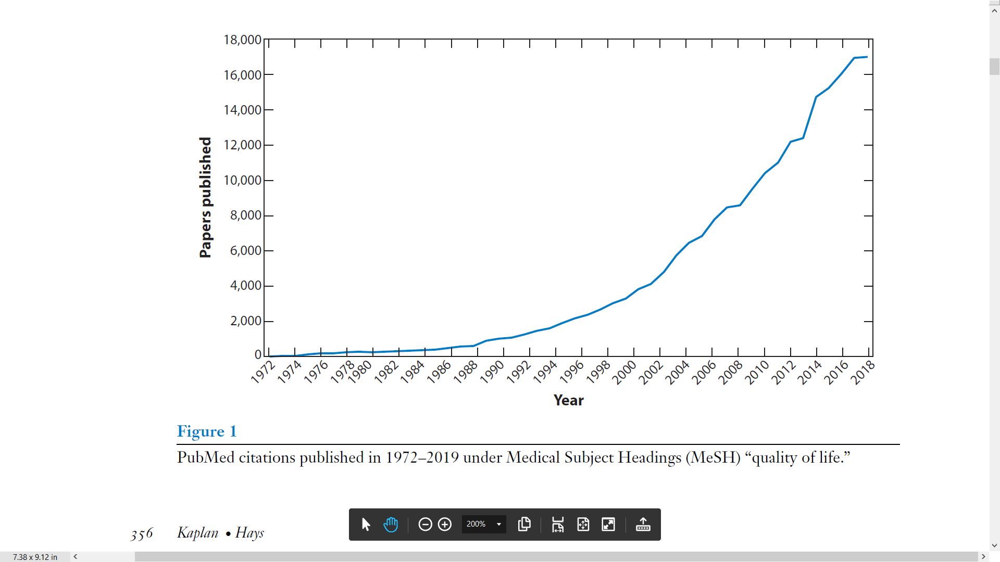 18,000
16,000
14,000
12,000
10,000
8,000
6,000
4,000
2,000
0
Papers published
1972 1974 1976 1978 1980 1982 1984 1986 1988 1990 1992 1994 1996 1998 2000 2002 2004 2006 2008 2010 2012 2014 2016 2018
Year
Figure 1
PubMed citations published in 1972–2019 under Medical Subject Headings (MeSH) “quality of life.”
356 Kaplan • Hays
200%
7.38 x 9.12 in